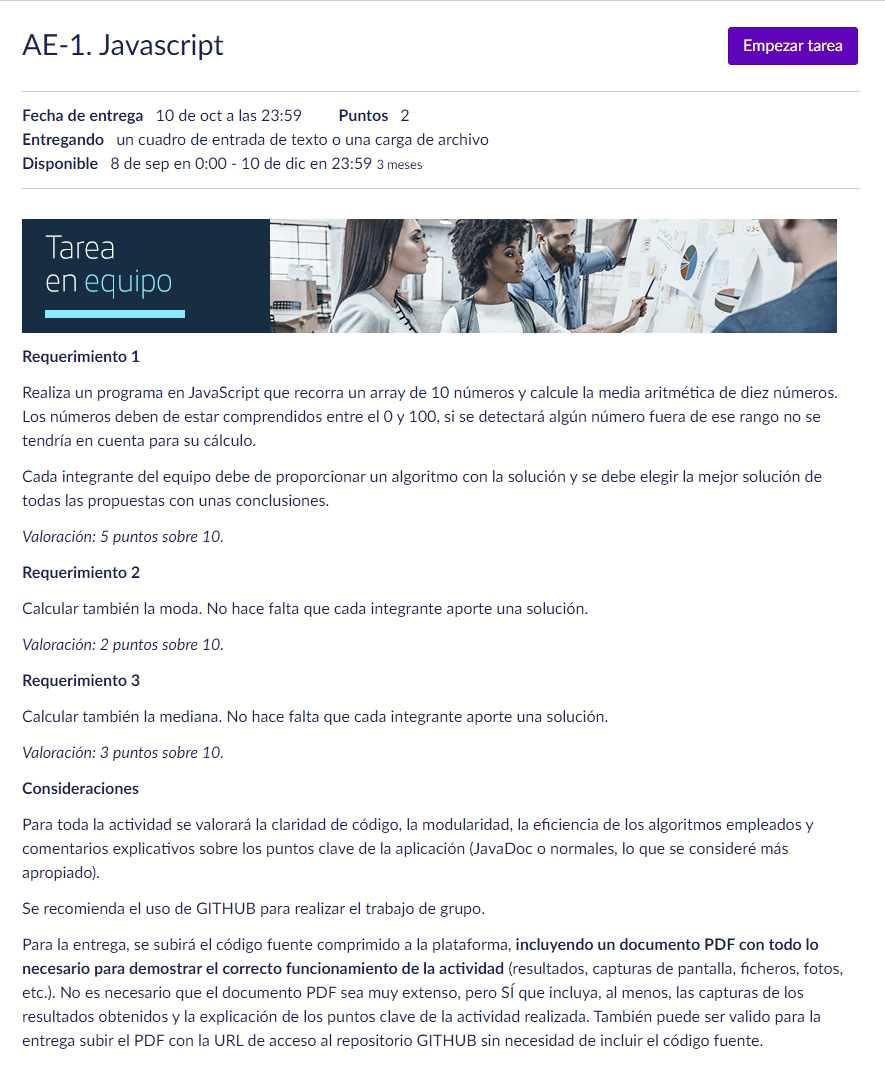 AE-1. Javascript
Empezar tarea
Fecha de entrega 10 de oct a las 23:59 Puntos 2
Entregando un cuadro de entrada de texto o una carga de archivo
Disponible 8 de sep en 0:00 - 10 de dic en 23:59 3 meses
Tarea
en equipo
Requerimiento 1
Realiza un programa en JavaScript que recorra un array de 10 números y calcule la media aritmética de diez números.
Los números deben de estar comprendidos entre el 0 y 100, si se detectará algún número fuera de ese rango no se
tendría en cuenta para su cálculo.
Cada integrante del equipo debe de proporcionar un algoritmo con la solución y se debe elegir la mejor solución de
todas las propuestas con unas conclusiones.
Valoración: 5 puntos sobre 10.
Requerimiento 2
Calcular también la moda. No hace falta que cada integrante aporte una solución.
Valoración: 2 puntos sobre 10.
Requerimiento 3
Calcular también la mediana. No hace falta que cada integrante aporte una solución.
Valoración: 3 puntos sobre 10.
Consideraciones
Para toda la actividad se valorará la claridad de código, la modularidad, la eficiencia de los algoritmos empleados y
comentarios explicativos sobre los puntos clave de la aplicación (JavaDoc o normales, lo que se consideré más
apropiado).
Se recomienda el uso de GITHUB para realizar el trabajo de grupo.
Para la entrega, se subirá el código fuente comprimido a la plataforma, incluyendo un documento PDF con todo lo
necesario para demostrar el correcto funcionamiento de la actividad (resultados, capturas de pantalla, ficheros, fotos,
etc.). No es necesario que el documento PDF sea muy extenso, pero SÍ que incluya, al menos, las capturas de los
resultados obtenidos y la explicación de los puntos clave de la actividad realizada. También puede ser valido para la
entrega subir el PDF con la URL de acceso al repositorio GITHUB sin necesidad de incluir el código fuente.